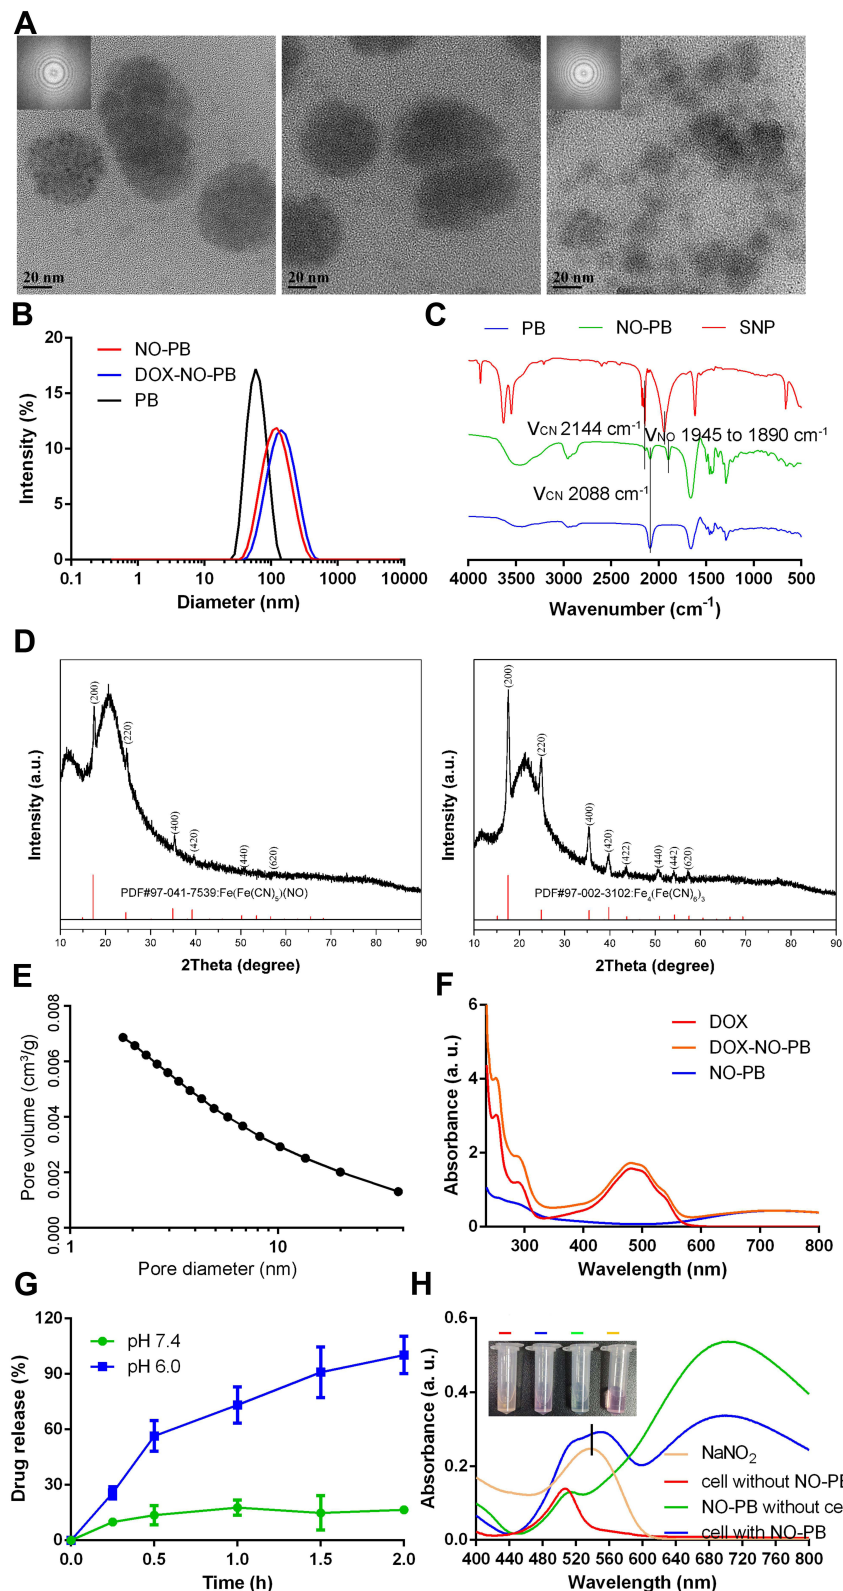 A
20 nm
20 nm
20 nm
B
Intensity (%)
20
15
10
5
0
NO-PB
DOX-NO-PB
PB
0.1 1 10 100 1000 10000
Diameter (nm)
C
PB NO-PB SNP
VCN 2144 cm-1
VNO 1945 to 1890 cm-1
VCN 2088 cm-1
4000 3500 3000 2500 2000 1500 1000 500
Wavenumber (cm-1)
D
Intensity (a.u.)
(200)
(220)
(400)
(420)
(440)
(620)
PDF#97-041-7539:Fe(Fe(CN)5)(NO)
10 20 30 40 50 60 70 80 90
2Theta (degree)
Intensity (a.u.)
(200)
(220)
(400)
(420)
(422)
(440)
(442)
(620)
PDF#97-002-3102:Fe4(Fe(CN)6)3
10 20 30 40 50 60 70 80 90
2Theta (degree)
E
Pore volume (cm3/g)
0.008
0.006
0.004
0.002
0.000
1 10
Pore diameter (nm)
F
Absorbance (a. u.)
6
4
2
0
DOX
DOX-NO-PB
NO-PB
300 400 500 600 700 800
Wavelength (nm)
G
Drug release (%)
120
90
60
30
0
pH 7.4
pH 6.0
0.0 0.5 1.0 1.5 2.0
Time (h)
H
Absorbance (a. u.)
0.6
0.4
0.2
0.0
NaNO2
cell without NO-PB
NO-PB without ce
cell with NO-PB
400 440 480 520 560 600 640 680 720 760 800
Wavelength (nm)